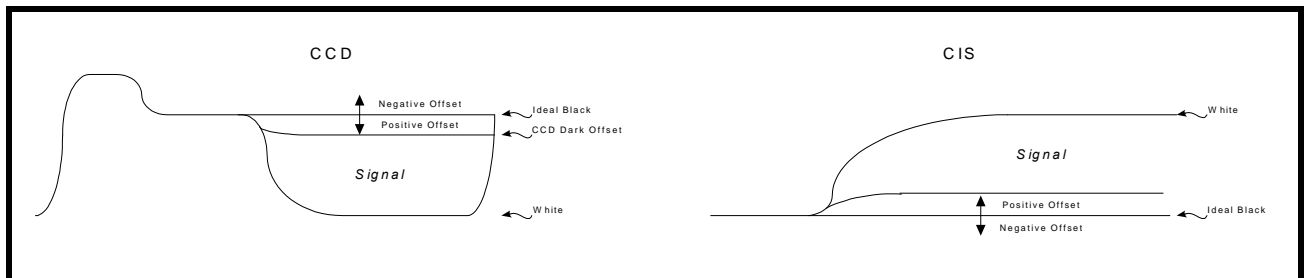 CCD
Negative Offset
Ideal Black
Positive Offset
CCD Dark Offset
Signal
White
CIS
White
Signal
Positive Offset
Ideal Black
Negative Offset